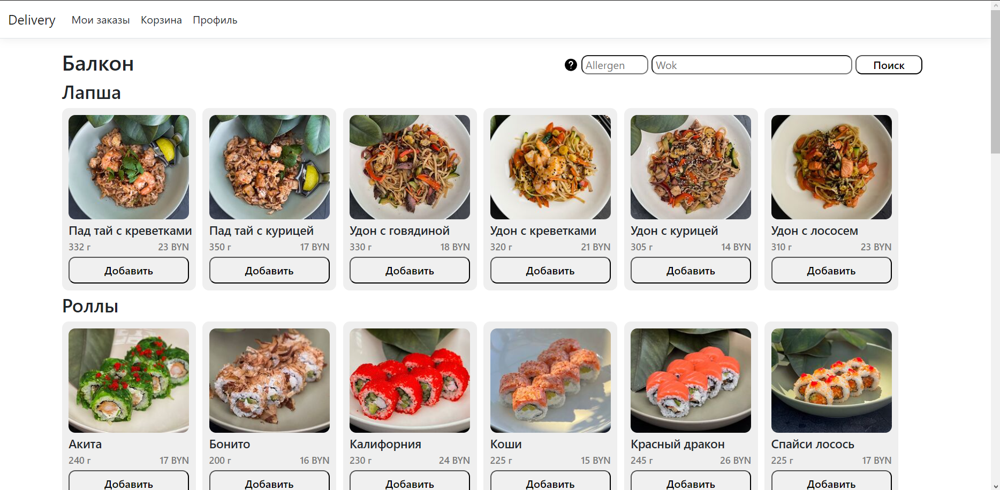 Delivery Мои заказы Корзина Профиль
Балкон ? Allergen Wok Поиск
Лапша
Пад тай с креветками Пад тай с курицей Удон с говядиной Удон с креветками Удон с курицей Удон с лососем
332 г 23 BYN 350 г 17 BYN 330 г 18 BYN 320 г 21 BYN 305 г 14 BYN 310 г 23 BYN
Добавить Добавить Добавить Добавить Добавить Добавить
Роллы
Акита Бонито Калифорния Коши Красный дракон Спайси лосось
240 г 17 BYN 200 г 16 BYN 230 г 24 BYN 225 г 15 BYN 245 г 26 BYN 225 г 17 BYN
Добавить Добавить Добавить Добавить Добавить Добавить